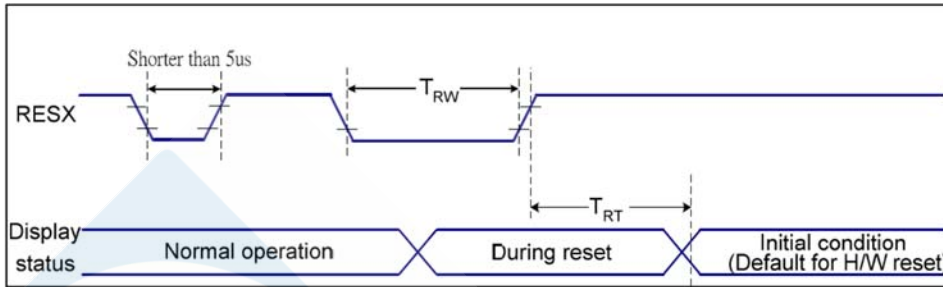 Shorter than 5us
RESX
TRW
TRT
Display
status
Normal operation
During reset
Initial condition
(Default for H/W reset)